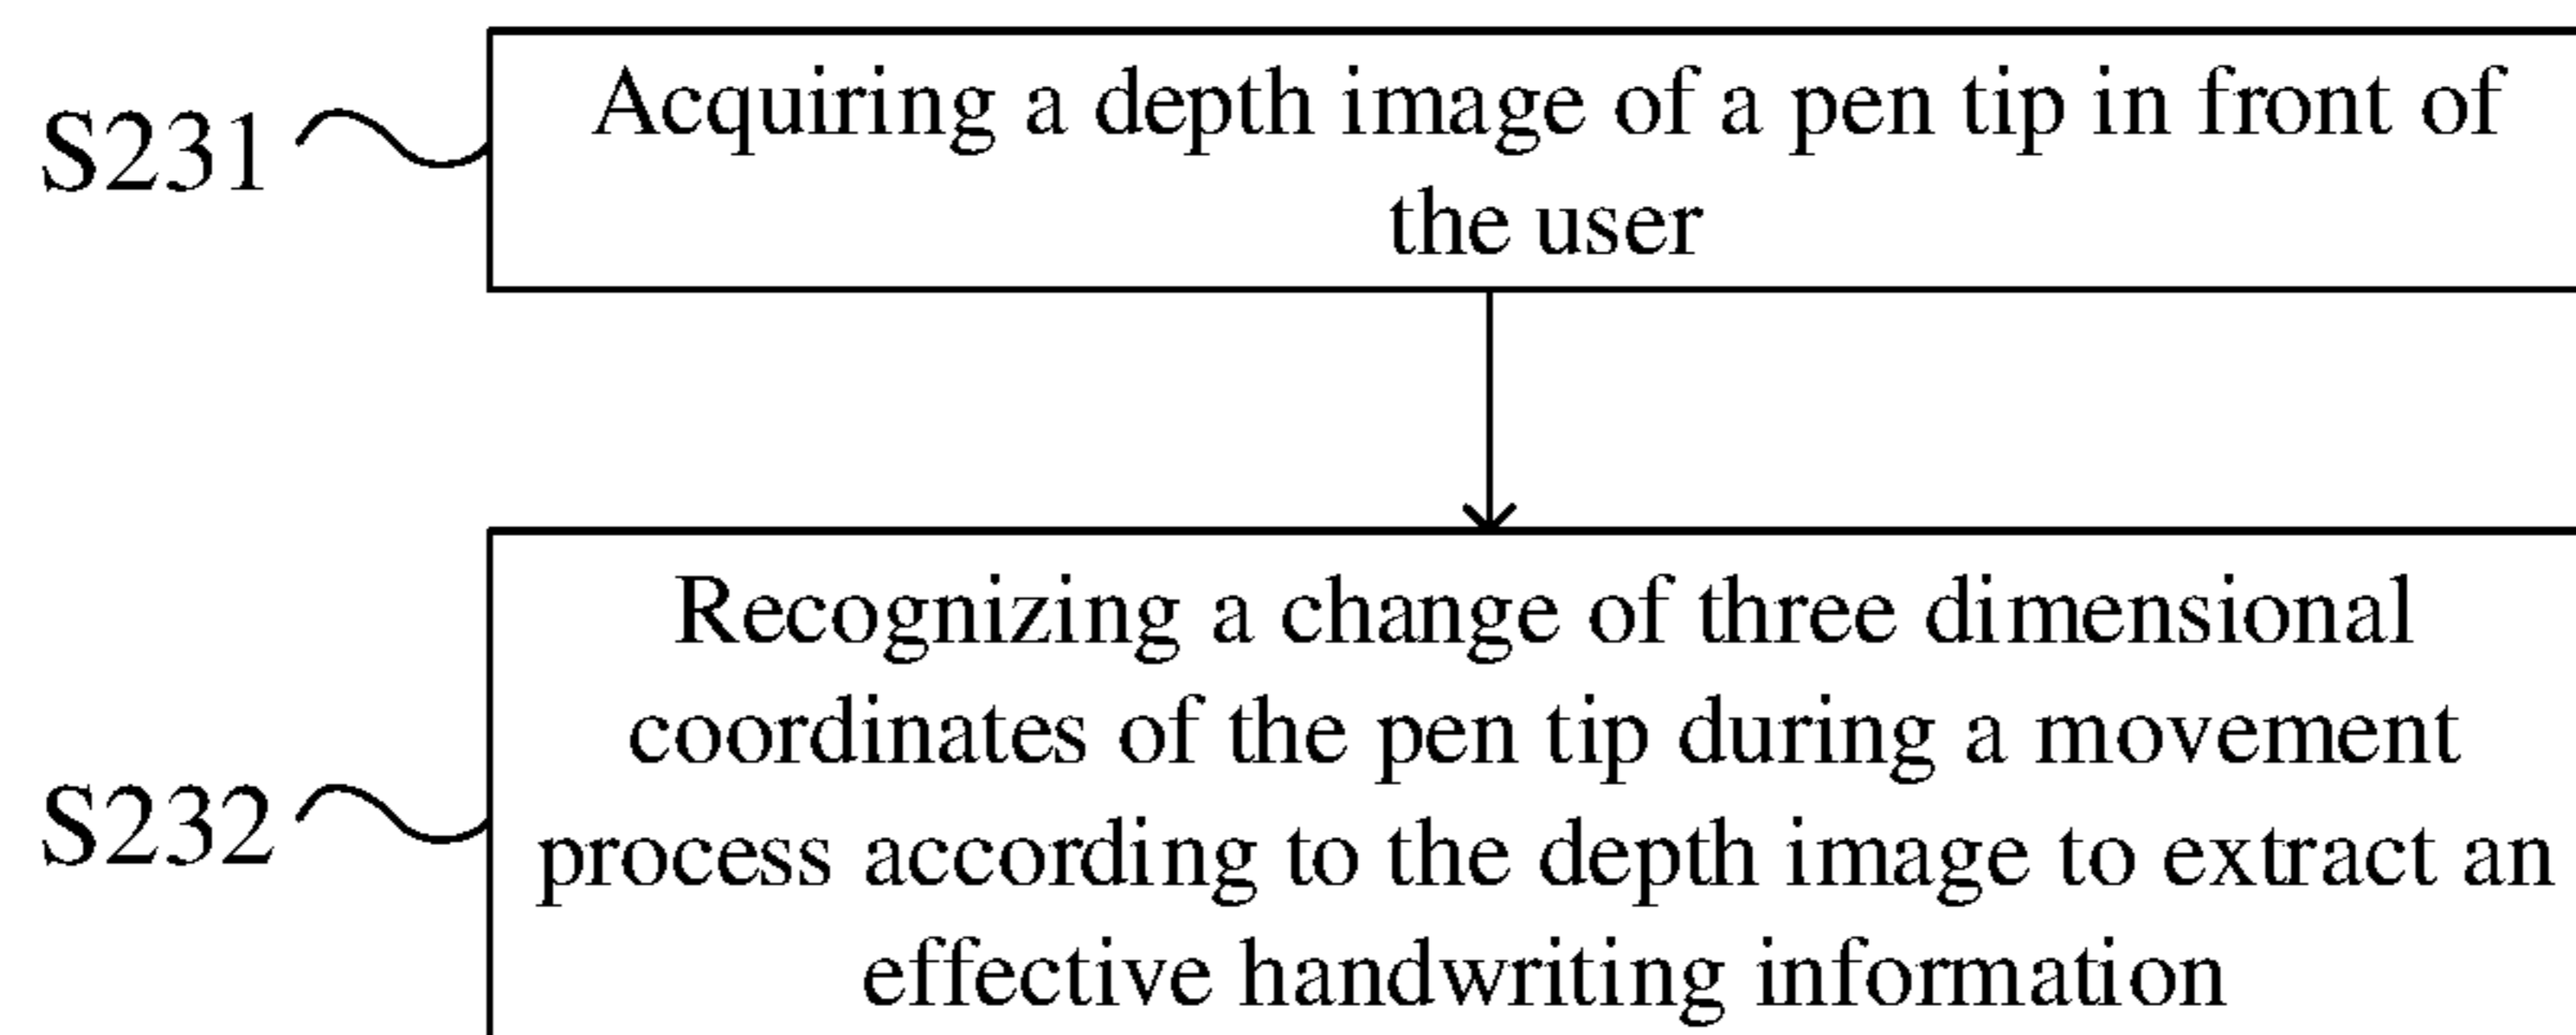 S231
Acquiring a depth image of a pen tip in front of
the user
S232
Recognizing a change of three dimensional
coordinates of the pen tip during a movement
process according to the depth image to extract an
effective handwriting information